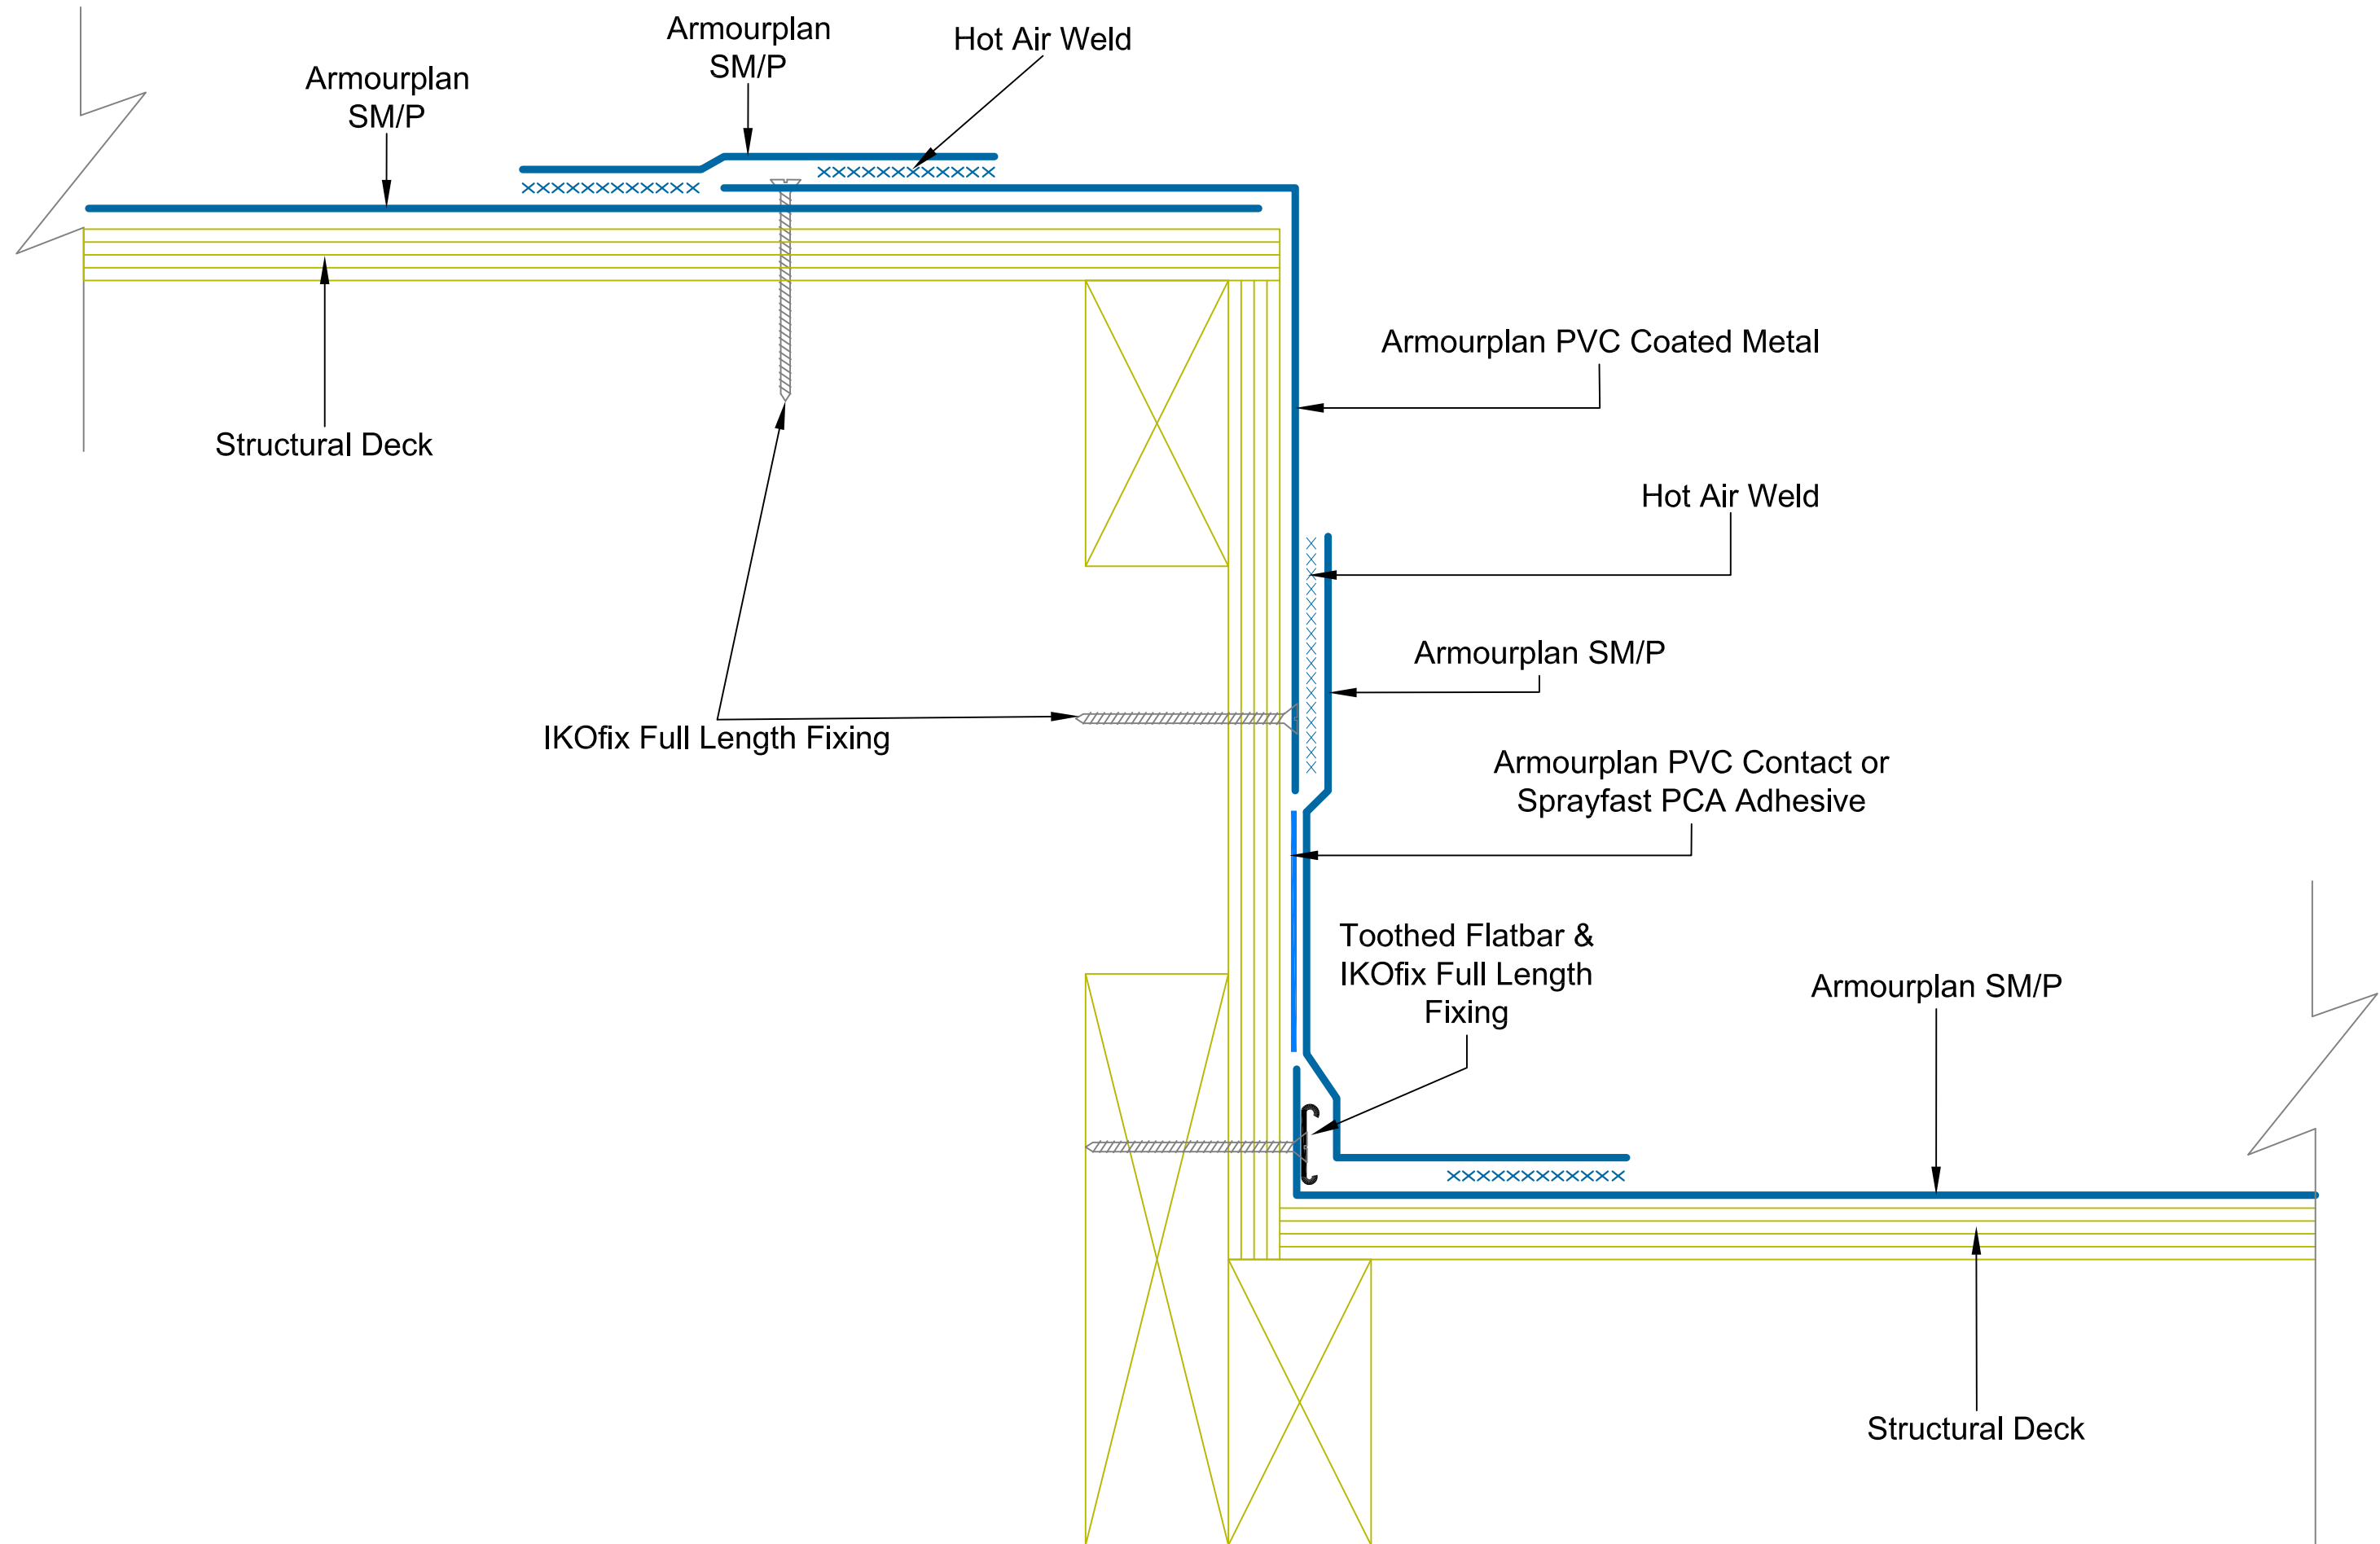 Armourplan
SM/P
Hot Air Weld
Armourplan
SM/P
Armourplan PVC Coated Metal
Structural Deck
Hot Air Weld
Armourplan SM/P
IKOfix Full Length Fixing
Armourplan PVC Contact or
Sprayfast PCA Adhesive
Toothed Flatbar &
IKOfix Full Length
Fixing
Armourplan SM/P
Structural Deck